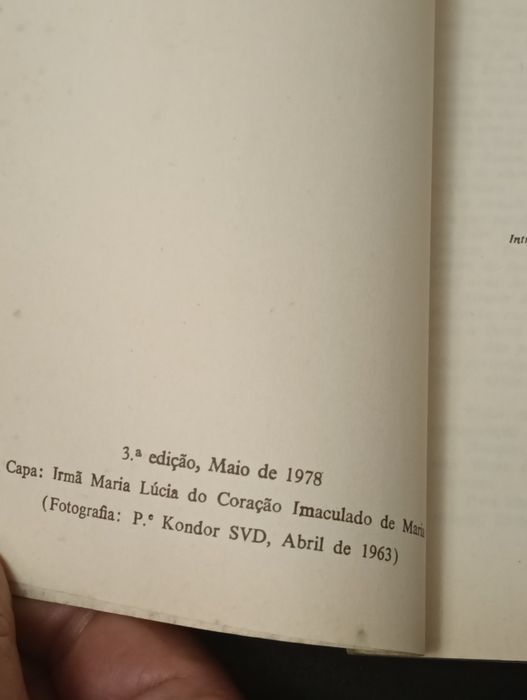 3.ª edição, Maio de 1978
Capa: Irmã Maria Lúcia do Coração Imaculado de Maria
(Fotografia: P.ᵉ Kondor SVD, Abril de 1963)